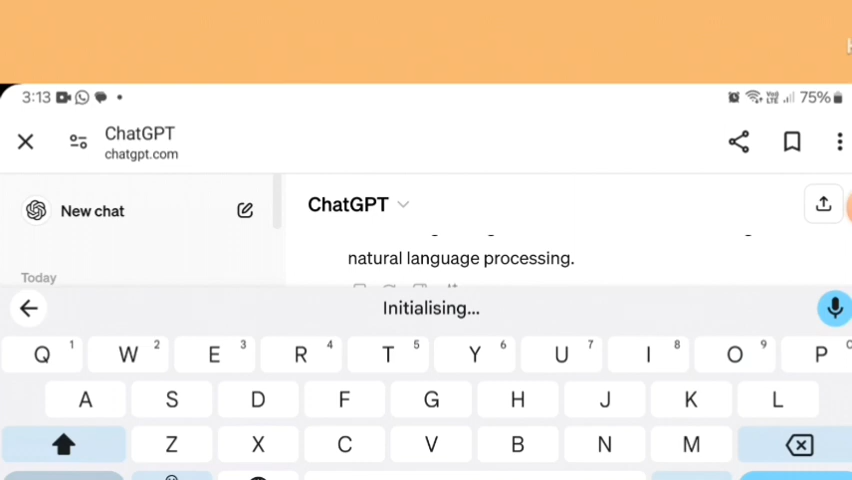 3:13
75%
ChatGPT
chatgpt.com
New chat
ChatGPT
natural language processing.
Today
Initialising...
Q 1 W 2 E 3 R 4 T 5 Y 6 U 7 I 8 O 9 P 0
A S D F G H J K L
Z X C V B N M